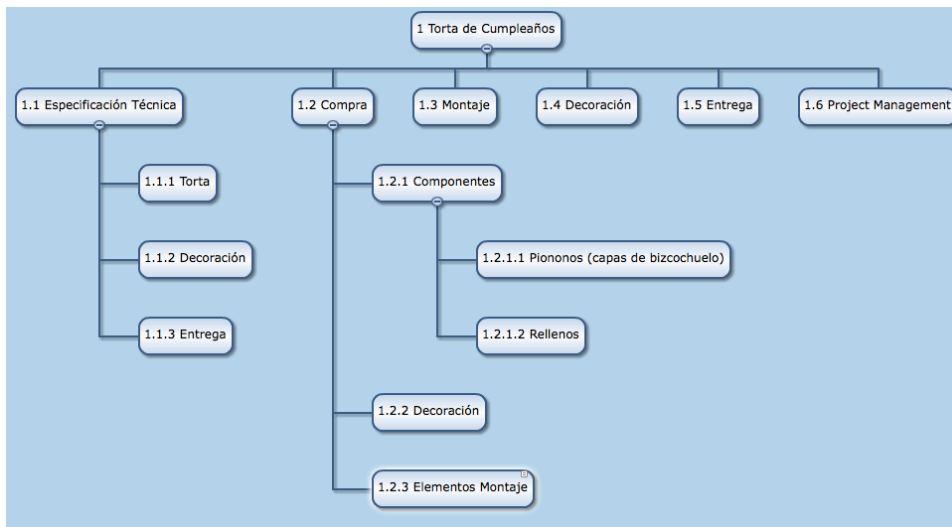 1 Torta de Cumpleaños
1.1 Especificación Técnica
1.2 Compra
1.3 Montaje
1.4 Decoración
1.5 Entrega
1.6 Project Management
1.1.1 Torta
1.2.1 Componentes
1.1.2 Decoración
1.2.1.1 Piononos (capas de bizcochuelo)
1.1.3 Entrega
1.2.1.2 Rellenos
1.2.2 Decoración
1.2.3 Elementos Montaje